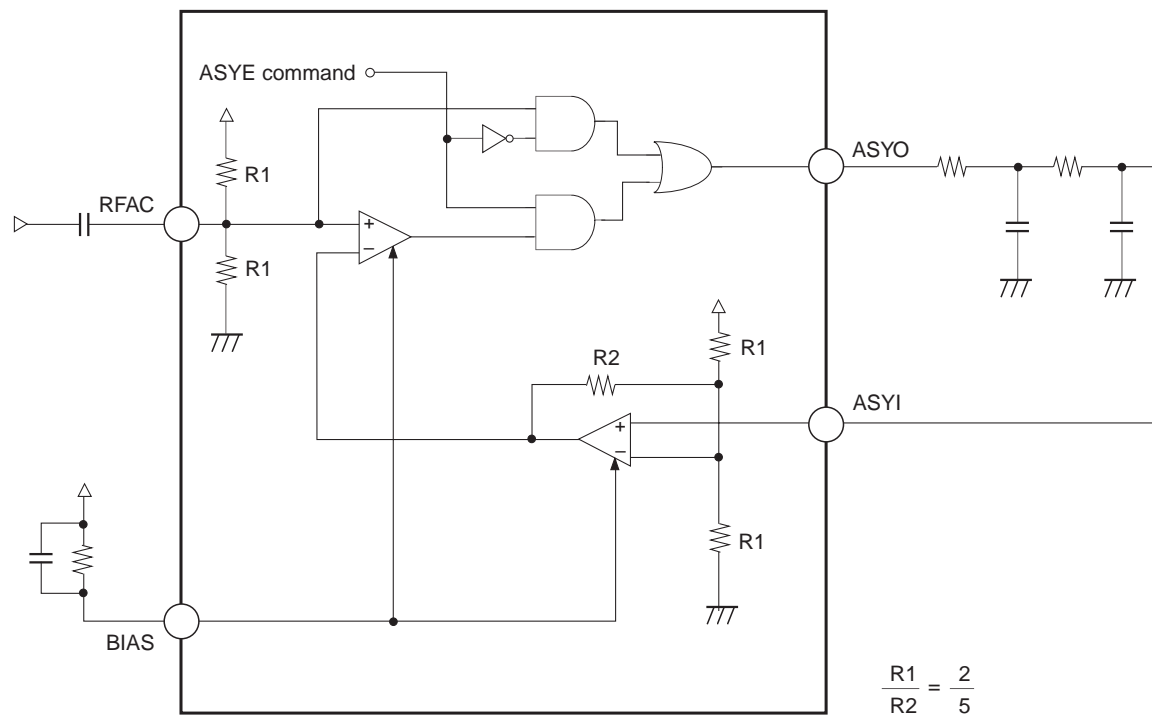 ASYE command
R1
ASYO
RFAC
+
−
R1
R1
R2
ASYI
+
−
R1
BIAS
R1 = 2
R2 5